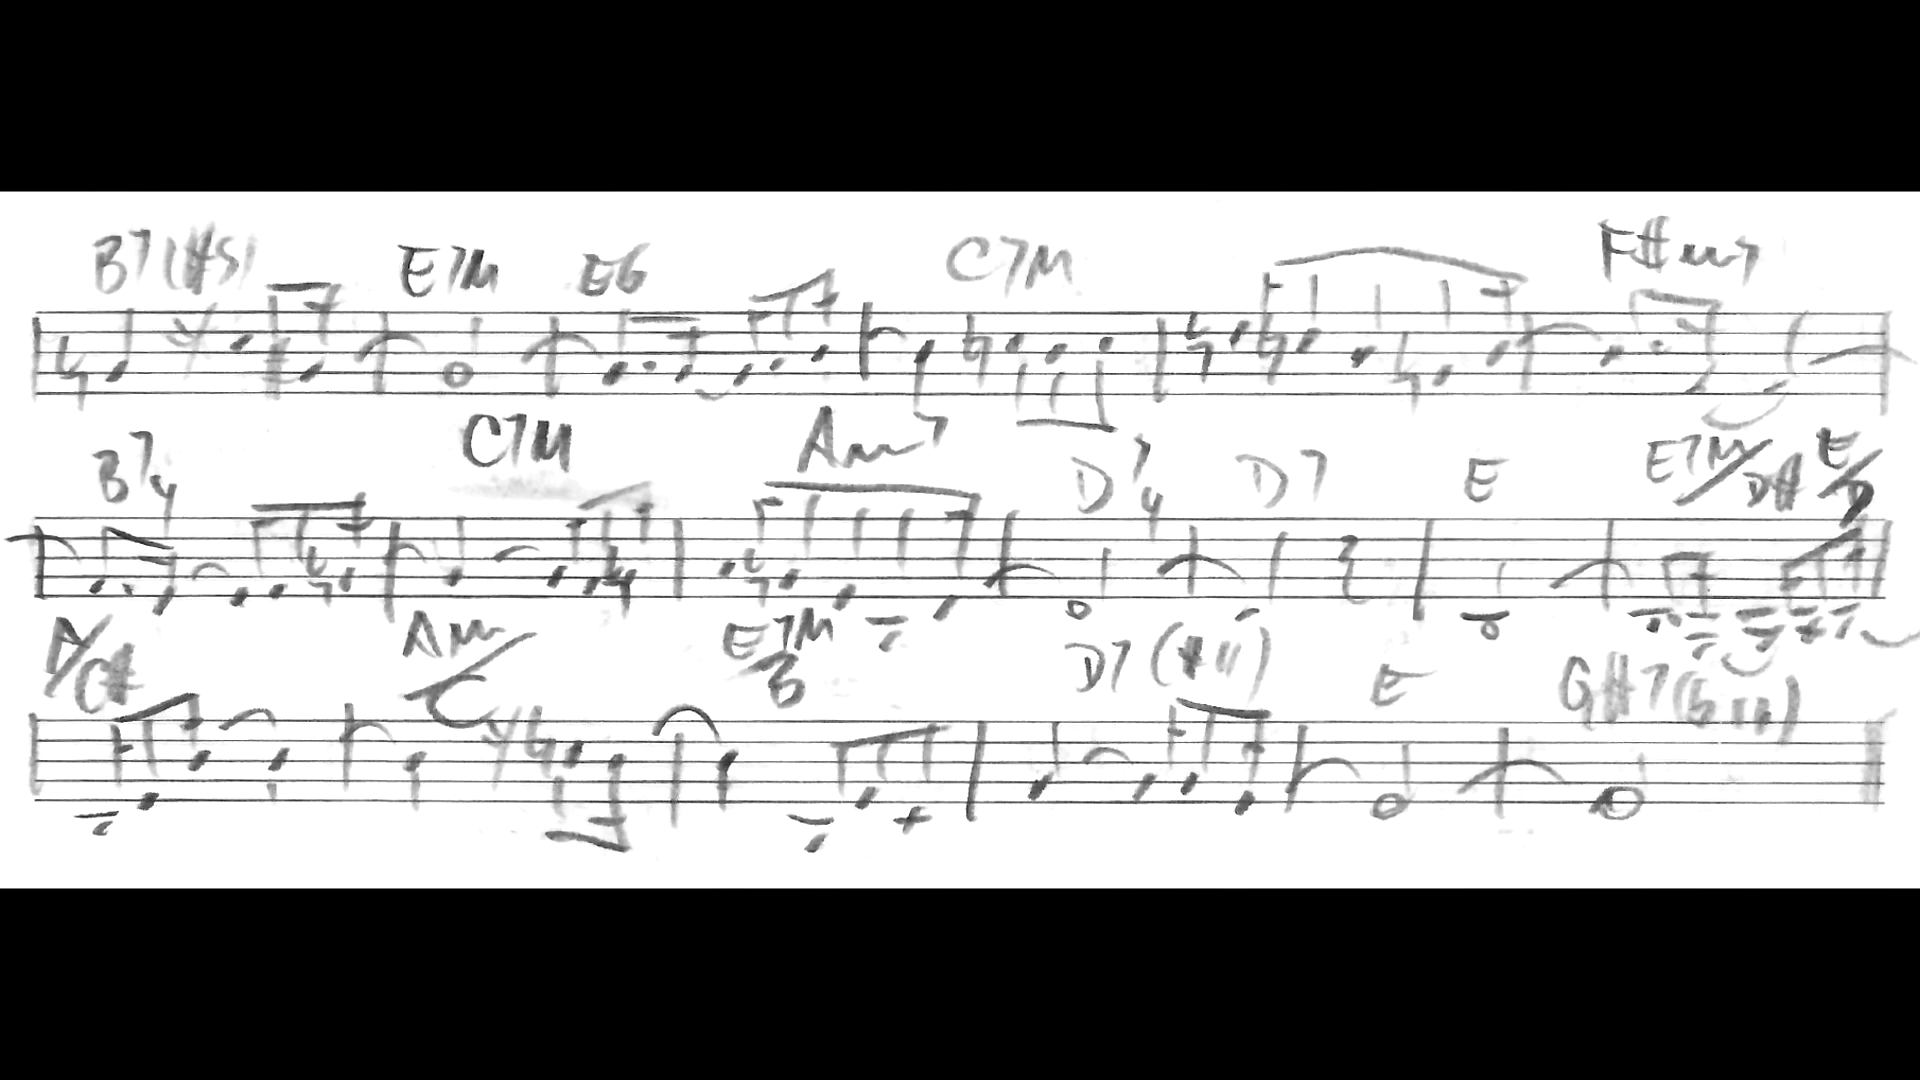 B7(#5) E7M E6 C7M F#m7
B7 4 C7M Am7 D7 4 D7 E E7M/D# E/D
A/C# Am/C E7M/B D7(#11) E G#7(b13)